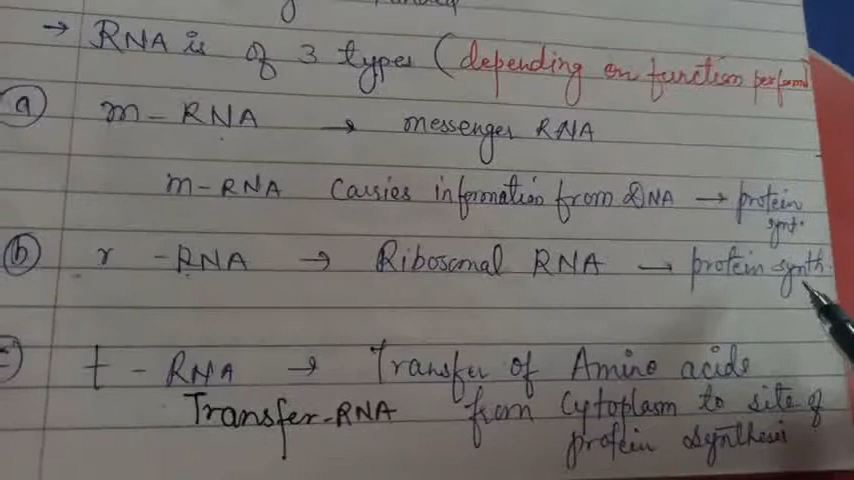 → RNA is of 3 types (depending on function perform
a m - RNA → messenger RNA
m - RNA Carries information from DNA → protein synt.
b r - RNA → Ribosomal RNA → protein synth.
t - RNA → Transfer of Amino acids
Transfer-RNA from Cytoplasm to site of
protein synthesis